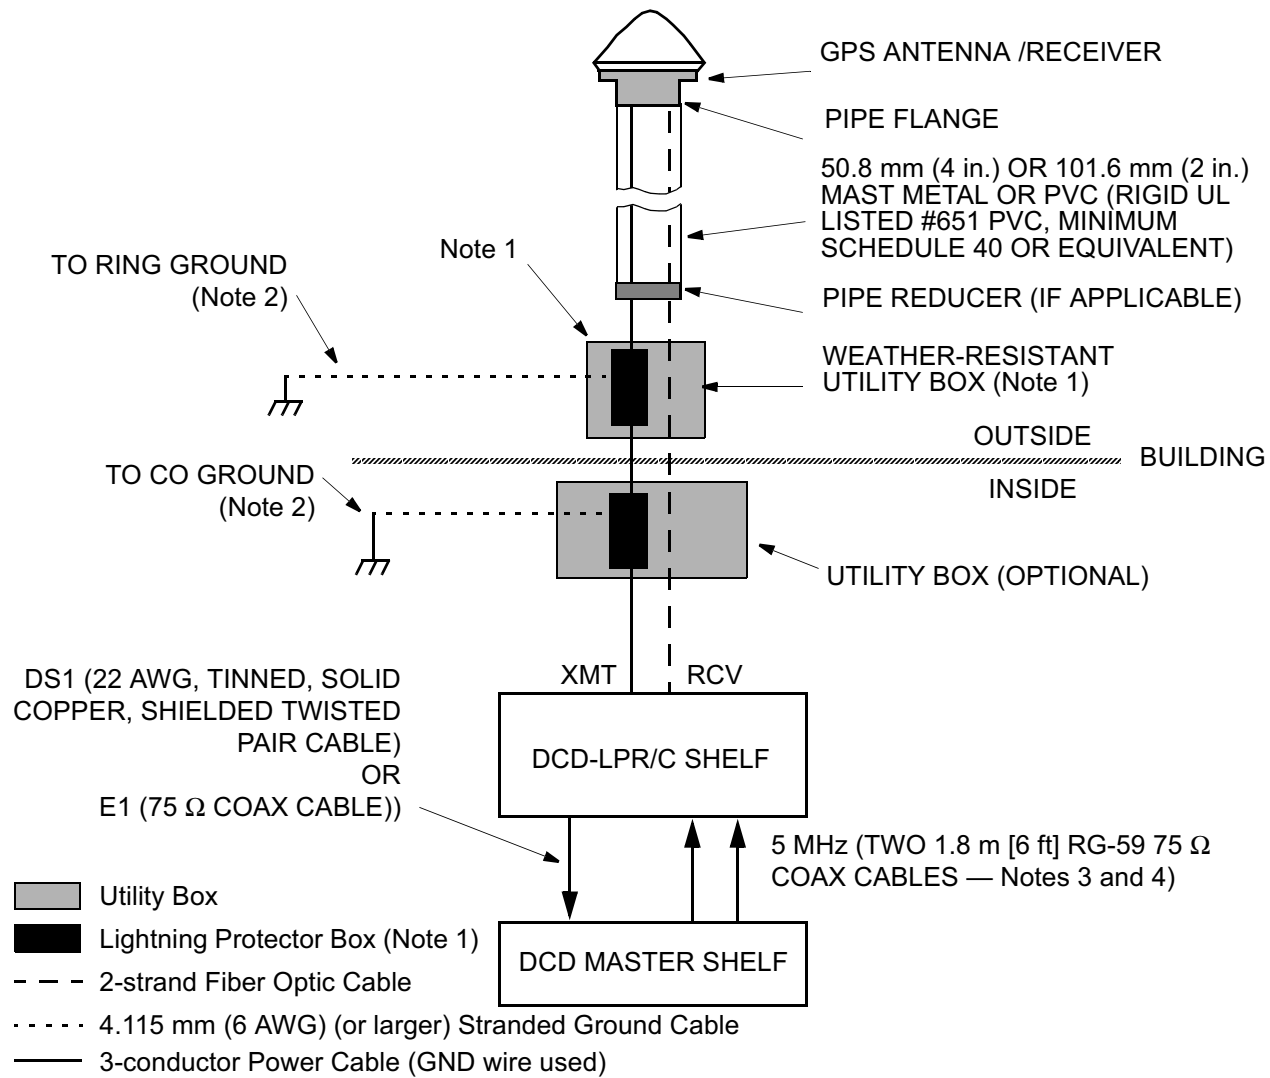 GPS ANTENNA /RECEIVER
PIPE FLANGE
50.8 mm (4 in.) OR 101.6 mm (2 in.)
MAST METAL OR PVC (RIGID UL
LISTED #651 PVC, MINIMUM
SCHEDULE 40 OR EQUIVALENT)
Note 1
TO RING GROUND
(Note 2)
PIPE REDUCER (IF APPLICABLE)
WEATHER-RESISTANT
UTILITY BOX (Note 1)
OUTSIDE
BUILDING
INSIDE
TO CO GROUND
(Note 2)
UTILITY BOX (OPTIONAL)
XMT
RCV
DS1 (22 AWG, TINNED, SOLID
COPPER, SHIELDED TWISTED
PAIR CABLE)
OR
E1 (75 Ω COAX CABLE))
DCD-LPR/C SHELF
5 MHz (TWO 1.8 m [6 ft] RG-59 75 Ω
COAX CABLES — Notes 3 and 4)
DCD MASTER SHELF
Utility Box
Lightning Protector Box (Note 1)
2-strand Fiber Optic Cable
4.115 mm (6 AWG) (or larger) Stranded Ground Cable
3-conductor Power Cable (GND wire used)